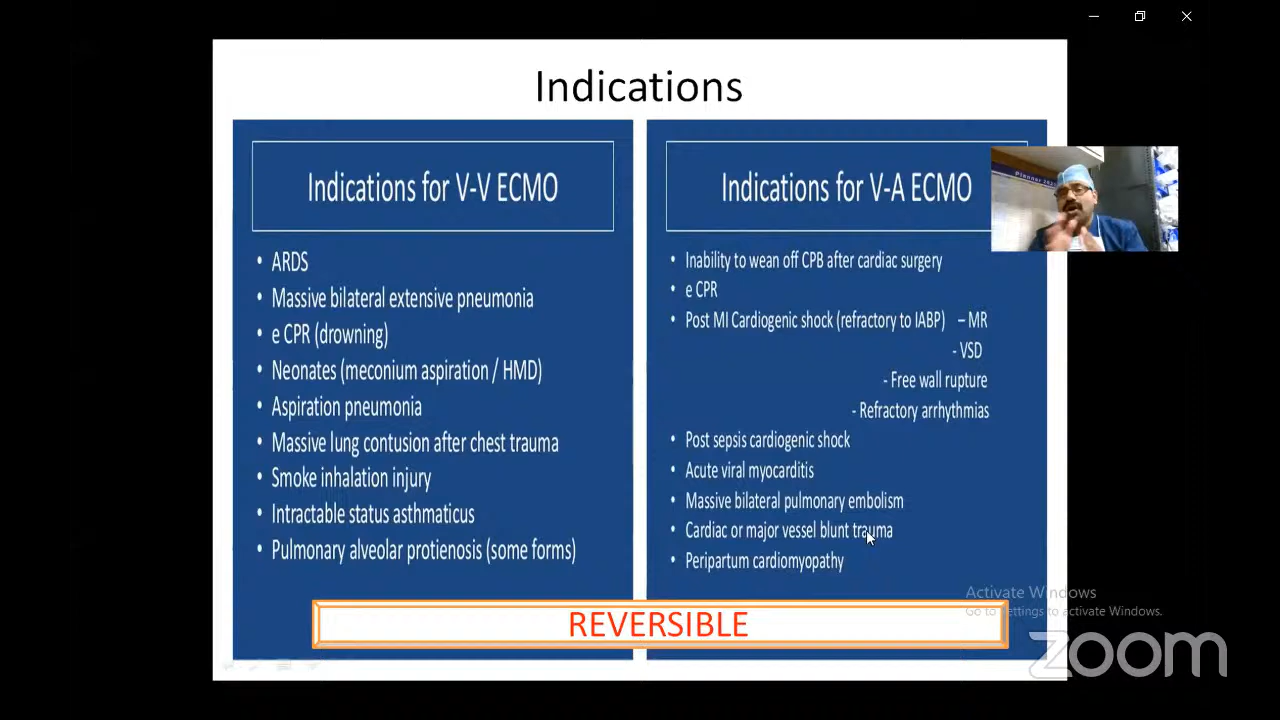 Indications
Indications for V-V ECMO
• ARDS
• Massive bilateral extensive pneumonia
• e CPR (drowning)
• Neonates (meconium aspiration / HMD)
• Aspiration pneumonia
• Massive lung contusion after chest trauma
• Smoke inhalation injury
• Intractable status asthmaticus
• Pulmonary alveolar protienosis (some forms)
Indications for V-A ECMO
• Inability to wean off CPB after cardiac surgery
• e CPR
• Post MI Cardiogenic shock (refractory to IABP) – MR
- VSD
- Free wall rupture
- Refractory arrhythmias
• Post sepsis cardiogenic shock
• Acute viral myocarditis
• Massive bilateral pulmonary embolism
• Cardiac or major vessel blunt trauma
• Peripartum cardiomyopathy
REVERSIBLE
Planner
Activate Windows
Go to Settings to activate Windows.
zoom